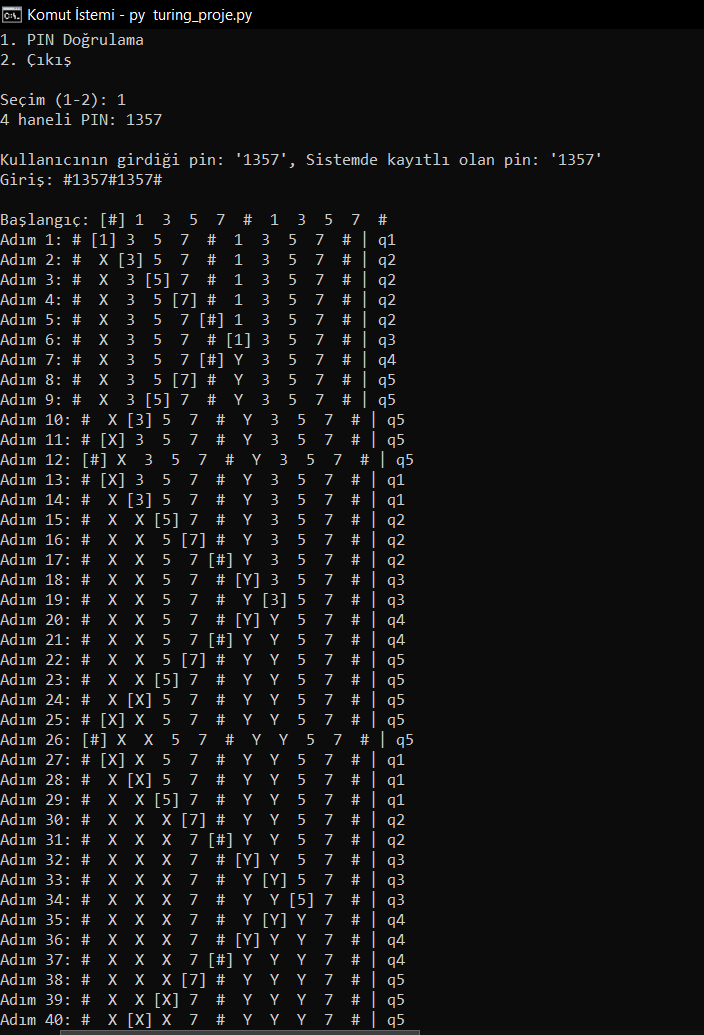 Komut İstemi - py  turing_proje.py
1. PIN Doğrulama
2. Çıkış
Seçim (1-2): 1
4 haneli PIN: 1357
Kullanıcının girdiği pin: '1357', Sistemde kayıtlı olan pin: '1357'
Giriş: #1357#1357#
Başlangıç: [#] 1  3  5  7  #  1  3  5  7  #
Adım 1: # [1] 3  5  7  #  1  3  5  7  # | q1
Adım 2: #  X [3] 5  7  #  1  3  5  7  # | q2
Adım 3: #  X  3 [5] 7  #  1  3  5  7  # | q2
Adım 4: #  X  3  5 [7] #  1  3  5  7  # | q2
Adım 5: #  X  3  5  7 [#] 1  3  5  7  # | q2
Adım 6: #  X  3  5  7  # [1] 3  5  7  # | q3
Adım 7: #  X  3  5  7 [#] Y  3  5  7  # | q4
Adım 8: #  X  3  5 [7] #  Y  3  5  7  # | q5
Adım 9: #  X  3 [5] 7  #  Y  3  5  7  # | q5
Adım 10: #  X [3] 5  7  #  Y  3  5  7  # | q5
Adım 11: # [X] 3  5  7  #  Y  3  5  7  # | q5
Adım 12: [#] X  3  5  7  #  Y  3  5  7  # | q5
Adım 13: # [X] 3  5  7  #  Y  3  5  7  # | q1
Adım 14: #  X [3] 5  7  #  Y  3  5  7  # | q1
Adım 15: #  X  X [5] 7  #  Y  3  5  7  # | q2
Adım 16: #  X  X  5 [7] #  Y  3  5  7  # | q2
Adım 17: #  X  X  5  7 [#] Y  3  5  7  # | q2
Adım 18: #  X  X  5  7  # [Y] 3  5  7  # | q3
Adım 19: #  X  X  5  7  #  Y [3] 5  7  # | q3
Adım 20: #  X  X  5  7  # [Y] Y  5  7  # | q4
Adım 21: #  X  X  5  7 [#] Y  Y  5  7  # | q4
Adım 22: #  X  X  5 [7] #  Y  Y  5  7  # | q5
Adım 23: #  X  X [5] 7  #  Y  Y  5  7  # | q5
Adım 24: #  X [X] 5  7  #  Y  Y  5  7  # | q5
Adım 25: # [X] X  5  7  #  Y  Y  5  7  # | q5
Adım 26: [#] X  X  5  7  #  Y  Y  5  7  # | q5
Adım 27: # [X] X  5  7  #  Y  Y  5  7  # | q1
Adım 28: #  X [X] 5  7  #  Y  Y  5  7  # | q1
Adım 29: #  X  X [5] 7  #  Y  Y  5  7  # | q1
Adım 30: #  X  X  X [7] #  Y  Y  5  7  # | q2
Adım 31: #  X  X  X  7 [#] Y  Y  5  7  # | q2
Adım 32: #  X  X  X  7  # [Y] Y  5  7  # | q3
Adım 33: #  X  X  X  7  #  Y [Y] 5  7  # | q3
Adım 34: #  X  X  X  7  #  Y  Y [5] 7  # | q3
Adım 35: #  X  X  X  7  #  Y [Y] Y  7  # | q4
Adım 36: #  X  X  X  7  # [Y] Y  Y  7  # | q4
Adım 37: #  X  X  X  7 [#] Y  Y  Y  7  # | q4
Adım 38: #  X  X  X [7] #  Y  Y  Y  7  # | q5
Adım 39: #  X  X [X] 7  #  Y  Y  Y  7  # | q5
Adım 40: #  X [X] X  7  #  Y  Y  Y  7  # | q5